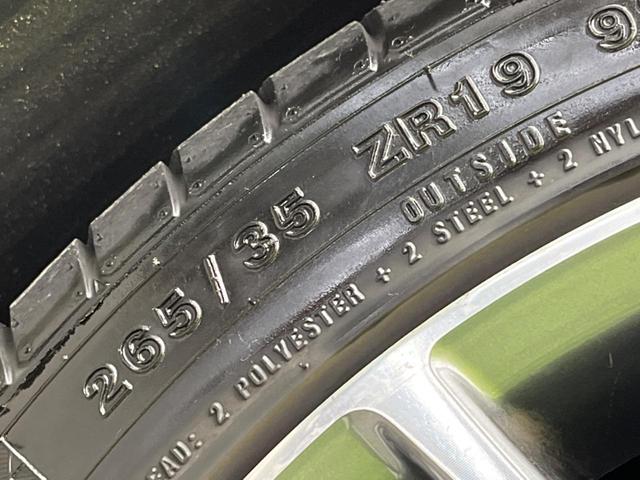 265/35 ZR19
OUTSIDE
2 POLYESTER + 2 STEEL + 2